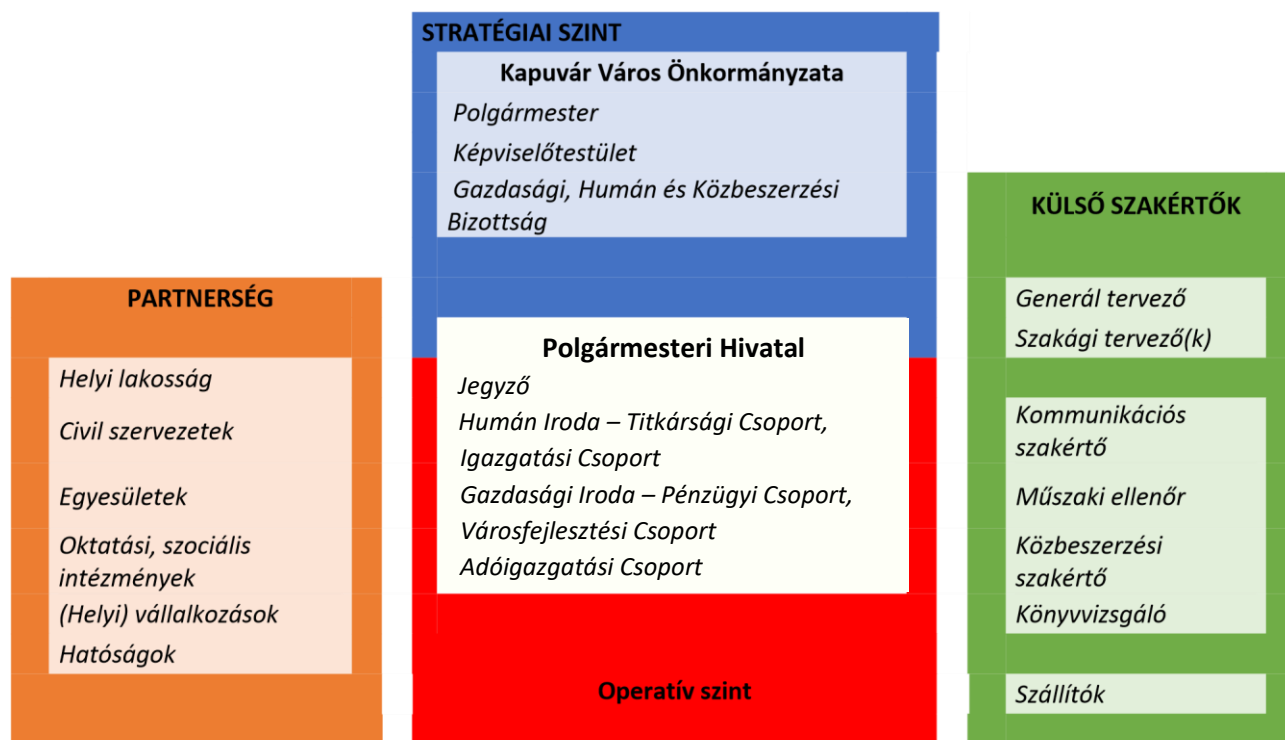 STRATÉGIAI SZINT
Kapuvár Város Önkormányzata
Polgármester
Képviselőtestület
Gazdasági, Humán és Közbeszerzési
Bizottság
PARTNERSÉG
Helyi lakosság
Civil szervezetek
Egyesületek
Oktatási, szociális
intézmények
(Helyi) vállalkozások
Hatóságok
Polgármesteri Hivatal
Jegyző
Humán Iroda – Titkársági Csoport,
Igazgatási Csoport
Gazdasági Iroda – Pénzügyi Csoport,
Városfejlesztési Csoport
Adóigazgatási Csoport
Operatív szint
KÜLSŐ SZAKÉRTŐK
Generál tervező
Szakági tervező(k)
Kommunikációs
szakértő
Műszaki ellenőr
Közbeszerzési
szakértő
Könyvvizsgáló
Szállítók